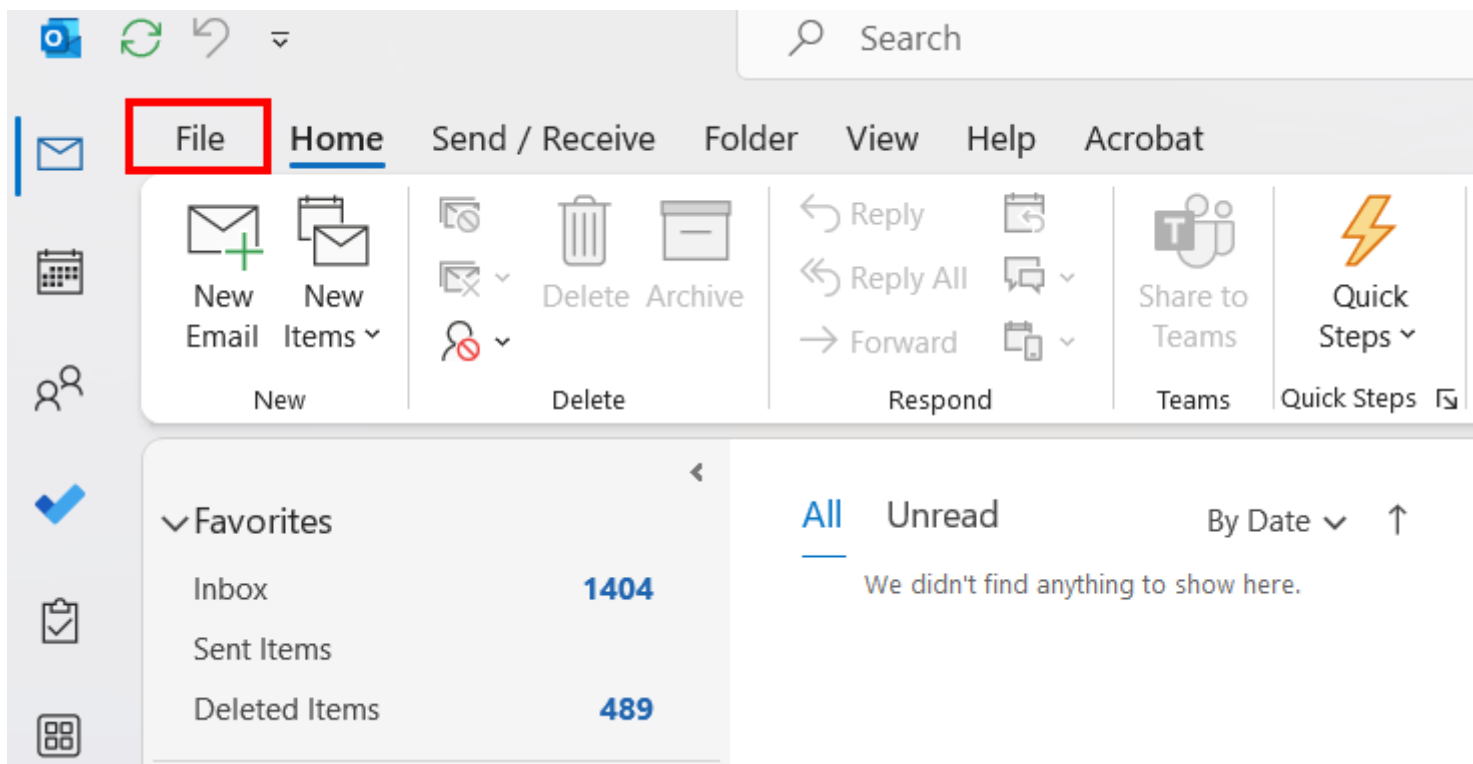 Search
File Home Send / Receive Folder View Help Acrobat
New
Email
New
Items
New
Delete Archive
Delete
Reply
Reply All
Forward
Respond
Share to
Teams
Teams
Quick
Steps
Quick Steps
Favorites
Inbox 1404
Sent Items
Deleted Items 489
All Unread By Date
We didn't find anything to show here.